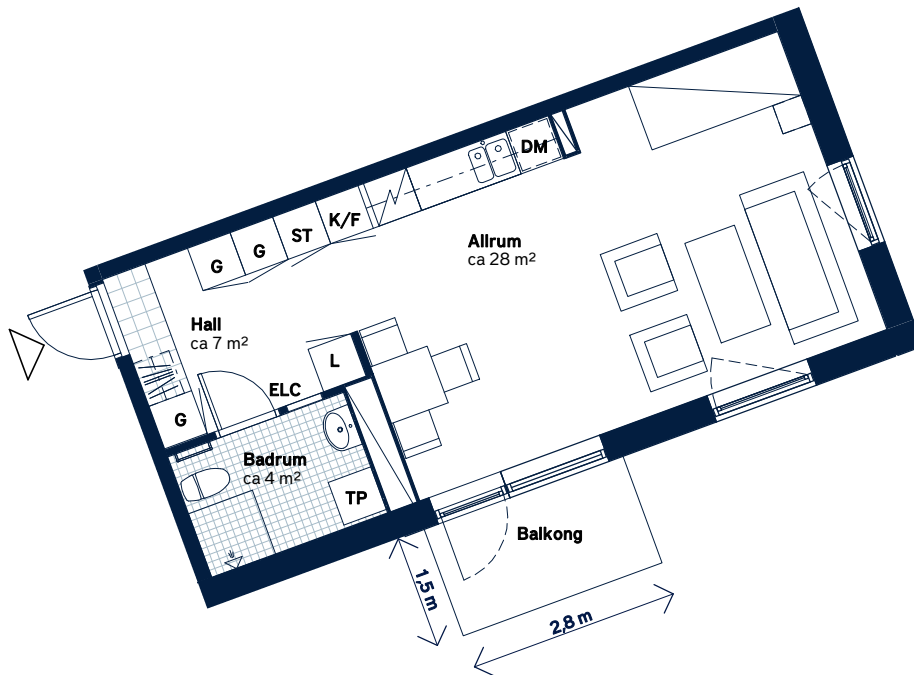 DM
K/F
ST
G
G
Allrum
ca 28 m²
Hall
ca 7 m²
L
ELC
G
Badrum
ca 4 m²
TP
Balkong
1,5 m
2,8 m